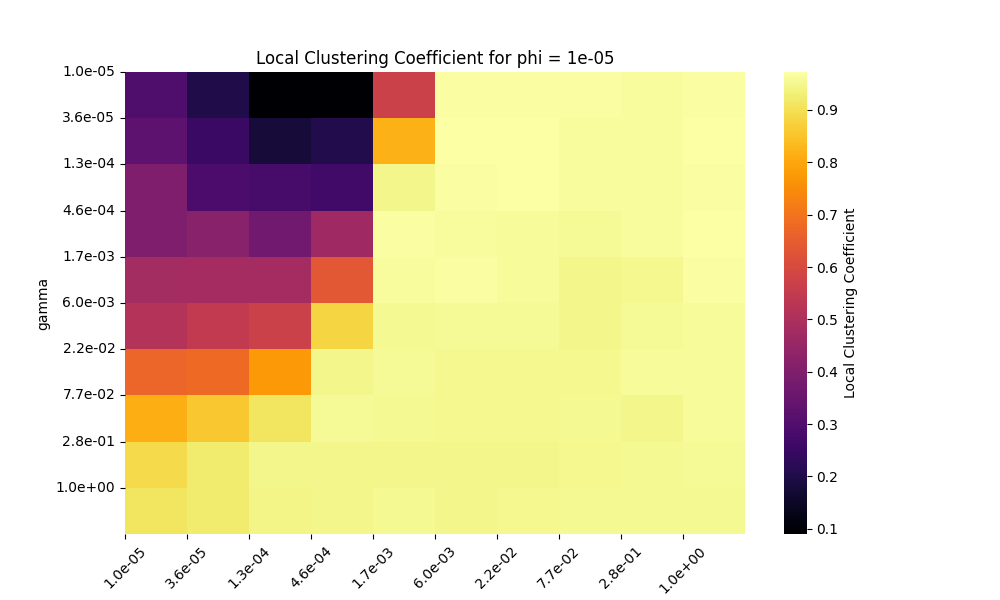 Local Clustering Coefficient for phi = 1e-05
1.0e-05
3.6e-05
1.3e-04
4.6e-04
1.7e-03
6.0e-03
2.2e-02
7.7e-02
2.8e-01
1.0e+00
gamma
1.0e-05
3.6e-05
1.3e-04
4.6e-04
1.7e-03
6.0e-03
2.2e-02
7.7e-02
2.8e-01
1.0e+00
0.9
0.8
0.7
0.6
0.5
0.4
0.3
0.2
0.1
Local Clustering Coefficient